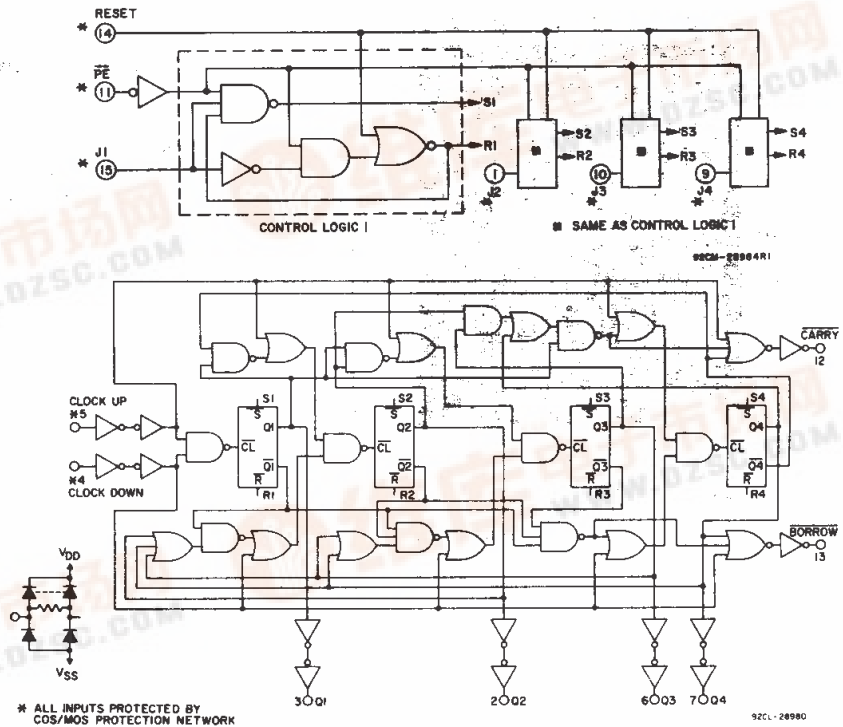 RESET
* 14
PE
* 11
J1
* 15
S1
R1
CONTROL LOGIC 1
S2
R2
1
J2
*
S3
R3
10
J3
*
S4
R4
9
J4
*
SAME AS CONTROL LOGIC 1
92CM-28984R1
CARRY
12
CLOCK UP
*5
*4
CLOCK DOWN
S1
S
Q1
CL
Q1
R
R1
S2
S
Q2
CL
Q2
R
R2
S3
S
Q3
CL
Q3
R
R3
S4
S
Q4
CL
Q4
R
R4
BORROW
13
VDD
VSS
3 Q1
2 Q2
6 Q3
7 Q4
* ALL INPUTS PROTECTED BY
COS/MOS PROTECTION NETWORK
92CL-28980